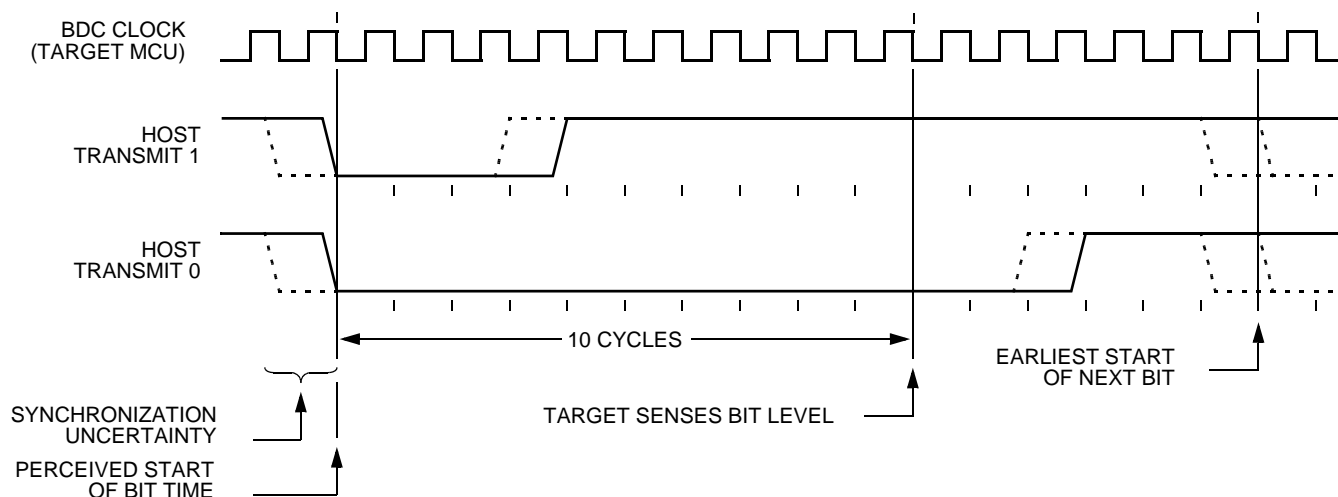 BDC CLOCK
(TARGET MCU)
HOST
TRANSMIT 1
HOST
TRANSMIT 0
10 CYCLES
EARLIEST START
OF NEXT BIT
TARGET SENSES BIT LEVEL
SYNCHRONIZATION
UNCERTAINTY
PERCEIVED START
OF BIT TIME